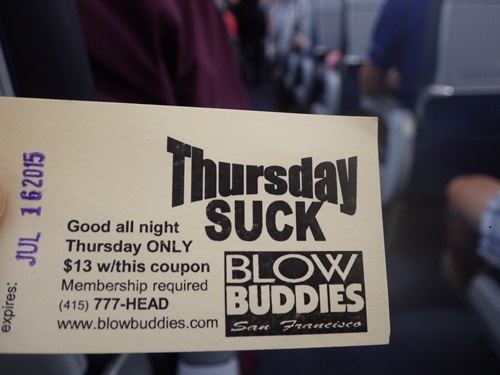 Thursday
SUCK
Good all night
Thursday ONLY
$13 w/this coupon
Membership required
(415) 777-HEAD
www.blowbuddies.com
BLOW
BUDDIES
San Francisco
expires:
JUL 16 2015